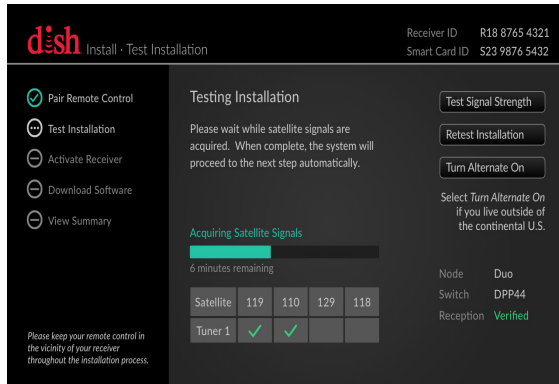 dish Install · Test Installation
Receiver ID R18 8765 4321
Smart Card ID S23 9876 5432
Pair Remote Control
Test Installation
Activate Receiver
Download Software
View Summary
Please keep your remote control in
the vicinity of your receiver
throughout the installation process.
Testing Installation
Please wait while satellite signals are
acquired. When complete, the system will
proceed to the next step automatically.
Acquiring Satellite Signals
6 minutes remaining
Satellite 119 110 129 118
Tuner 1 ✓ ✓
Test Signal Strength
Retest Installation
Turn Alternate On
Select Turn Alternate On
if you live outside of
the continental U.S.
Node Duo
Switch DPP44
Reception Verified